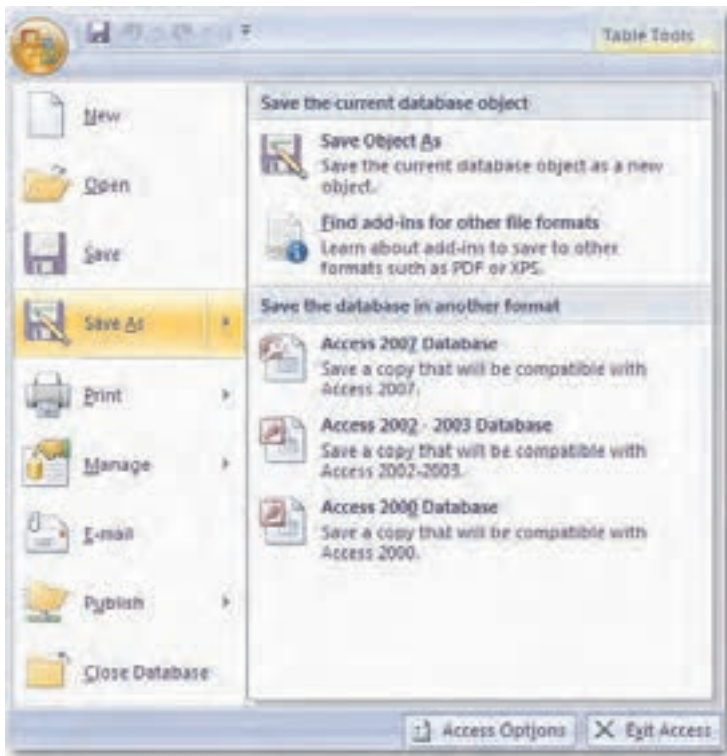 Table Tools
New
Open
Save
Save As
Print
Manage
E-mail
Publish
Close Database
Save the current database object
Save Object As
Save the current database object as a new
object.
Find add-ins for other file formats
Learn about add-ins to save to other
formats such as PDF or XPS.
Save the database in another format
Access 2007 Database
Save a copy that will be compatible with
Access 2007.
Access 2002 - 2003 Database
Save a copy that will be compatible with
Access 2002-2003.
Access 2000 Database
Save a copy that will be compatible with
Access 2000.
Access Options
Exit Access